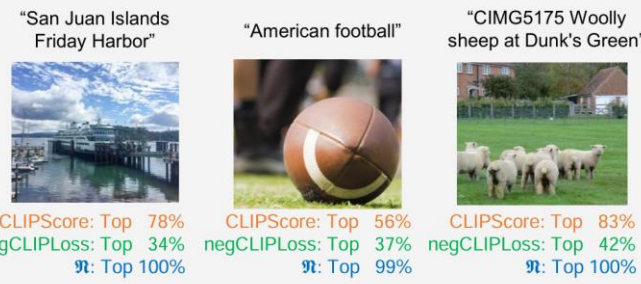 “San Juan Islands
Friday Harbor”
CLIPScore: Top 78%
gCLIPLoss: Top 34%
𝕽: Top 100%
“American football”
CLIPScore: Top 56%
negCLIPLoss: Top 37%
𝕽: Top 99%
“CIMG5175 Woolly
sheep at Dunk's Green”
CLIPScore: Top 83%
negCLIPLoss: Top 42%
𝕽: Top 100%